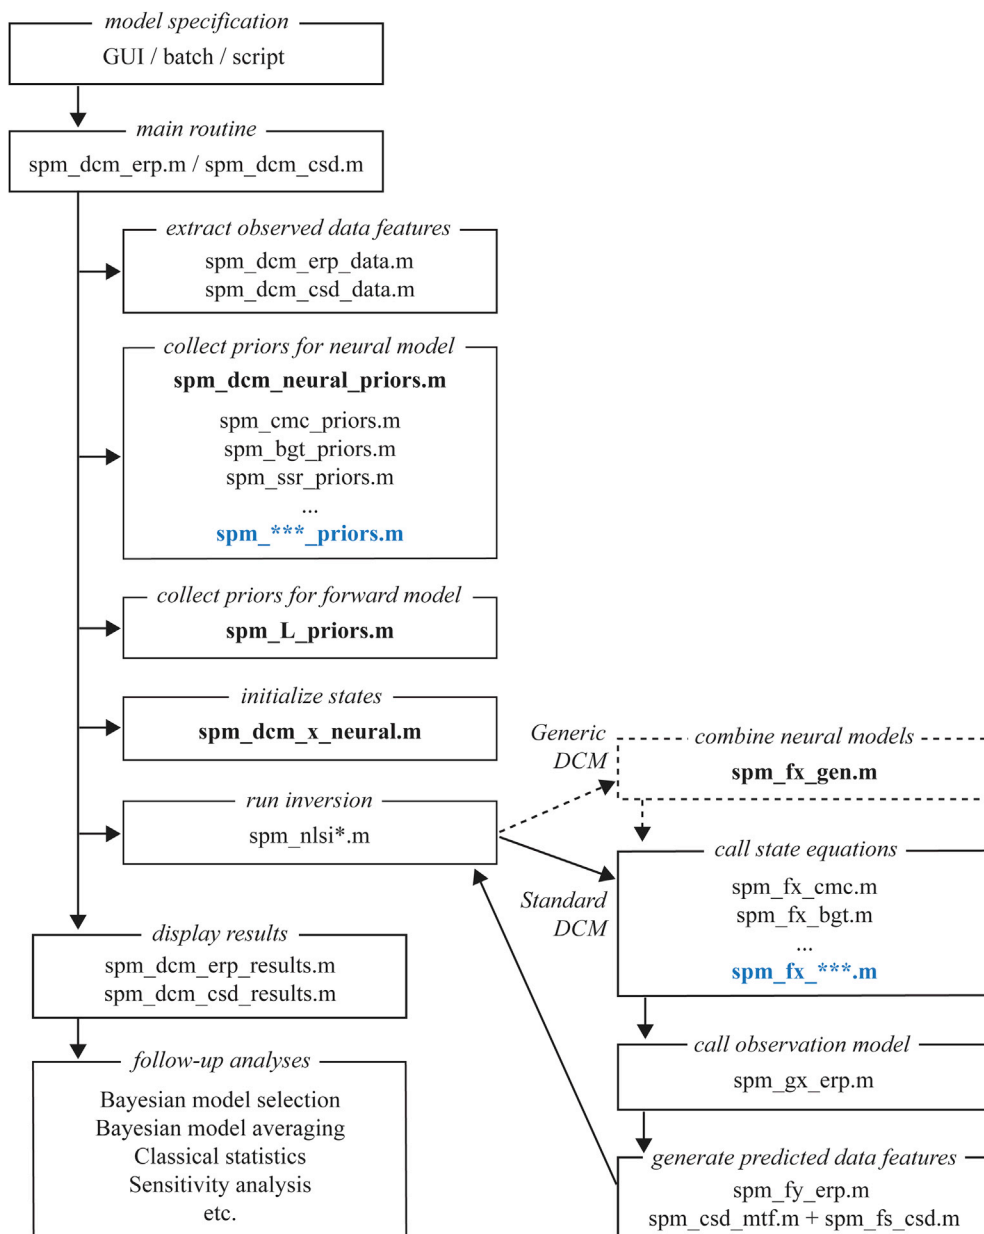 model specification
GUI / batch / script
main routine
spm_dcm_erp.m / spm_dcm_csd.m
extract observed data features
spm_dcm_erp_data.m
spm_dcm_csd_data.m
collect priors for neural model
spm_dcm_neural_priors.m
spm_cmc_priors.m
spm_bgt_priors.m
spm_ssr_priors.m
...
spm_***_priors.m
collect priors for forward model
spm_L_priors.m
initialize states
spm_dcm_x_neural.m
run inversion
spm_nlsi*.m
Generic
DCM
combine neural models
spm_fx_gen.m
Standard
DCM
call state equations
spm_fx_cmc.m
spm_fx_bgt.m
...
spm_fx_***.m
call observation model
spm_gx_erp.m
generate predicted data features
spm_fy_erp.m
spm_csd_mtf.m + spm_fs_csd.m
display results
spm_dcm_erp_results.m
spm_dcm_csd_results.m
follow-up analyses
Bayesian model selection
Bayesian model averaging
Classical statistics
Sensitivity analysis
etc.